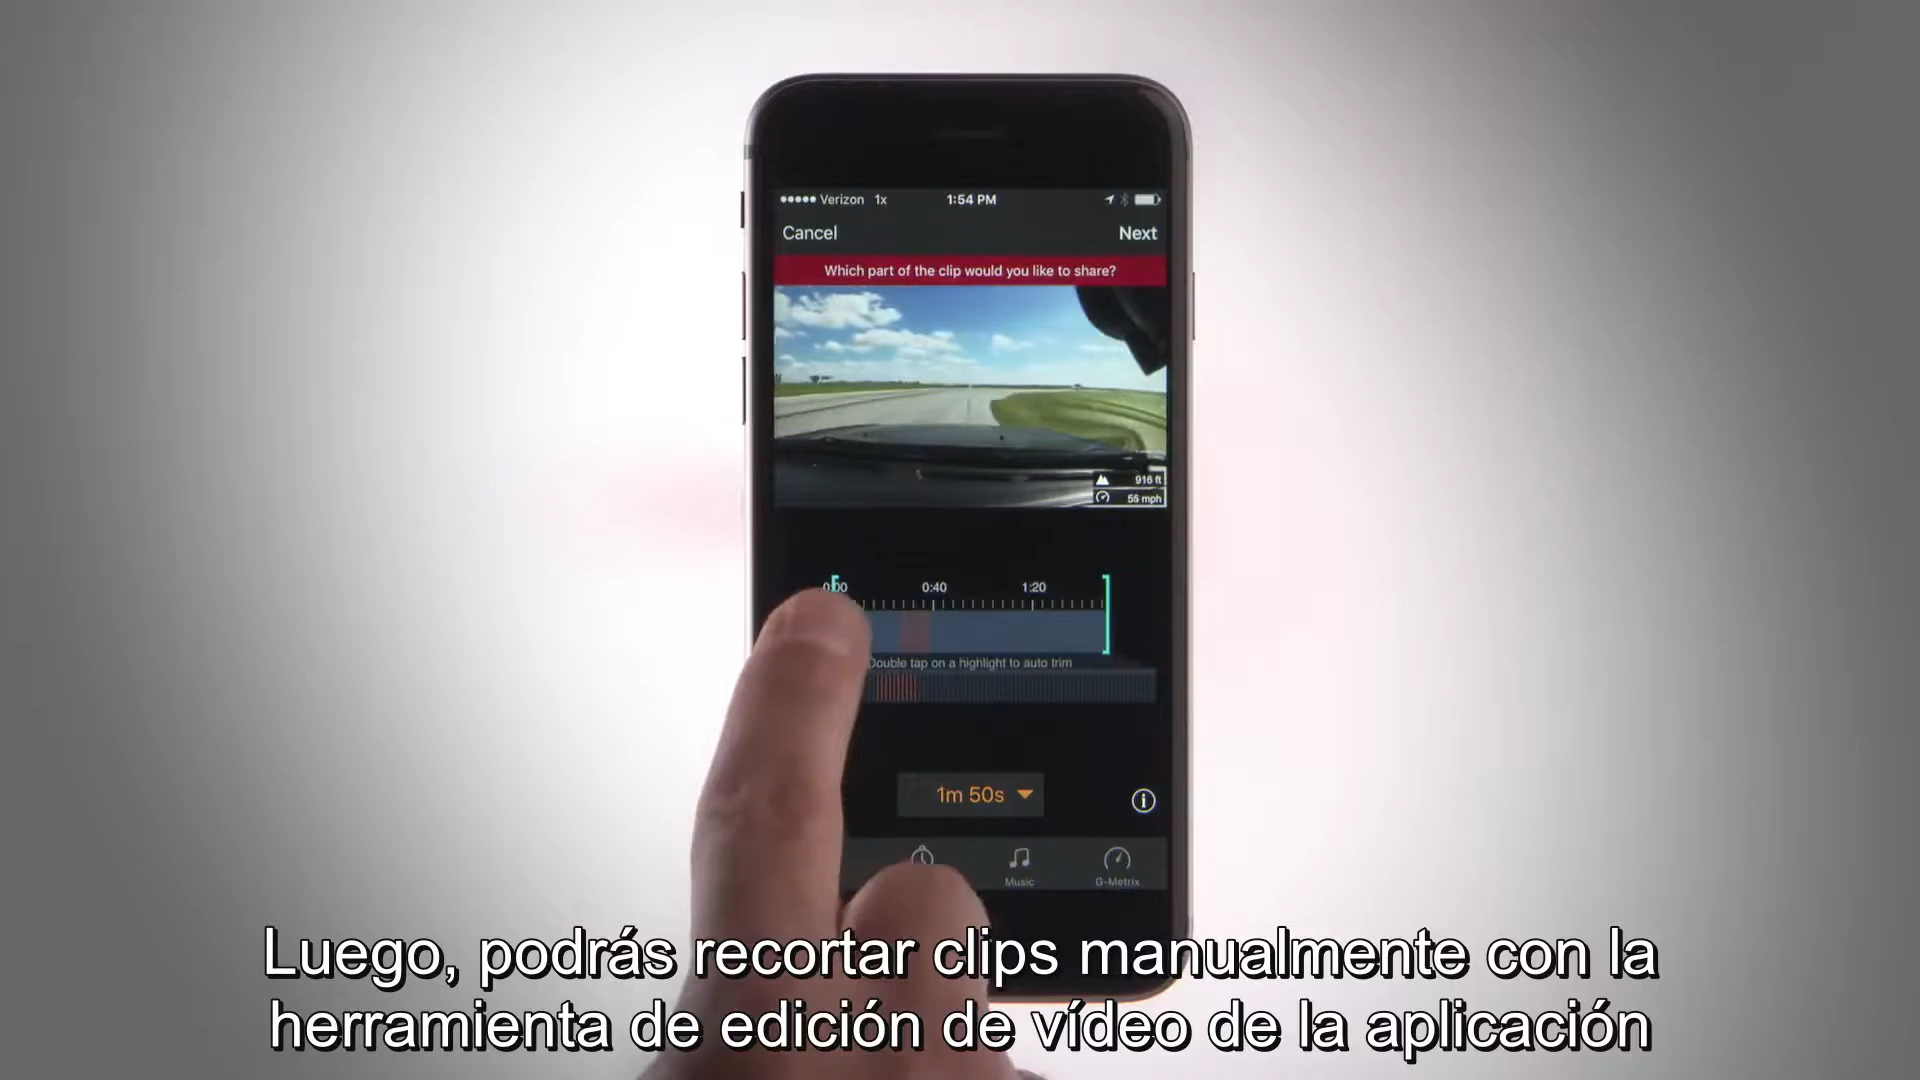 Verizon 1x 1:54 PM
Cancel Next
Which part of the clip would you like to share?
916 ft
55 mph
0:00 0:40 1:20
Double tap on a highlight to auto trim
1m 50s
Music G-Metrix
Luego, podrás recortar clips manualmente con la
herramienta de edición de vídeo de la aplicación